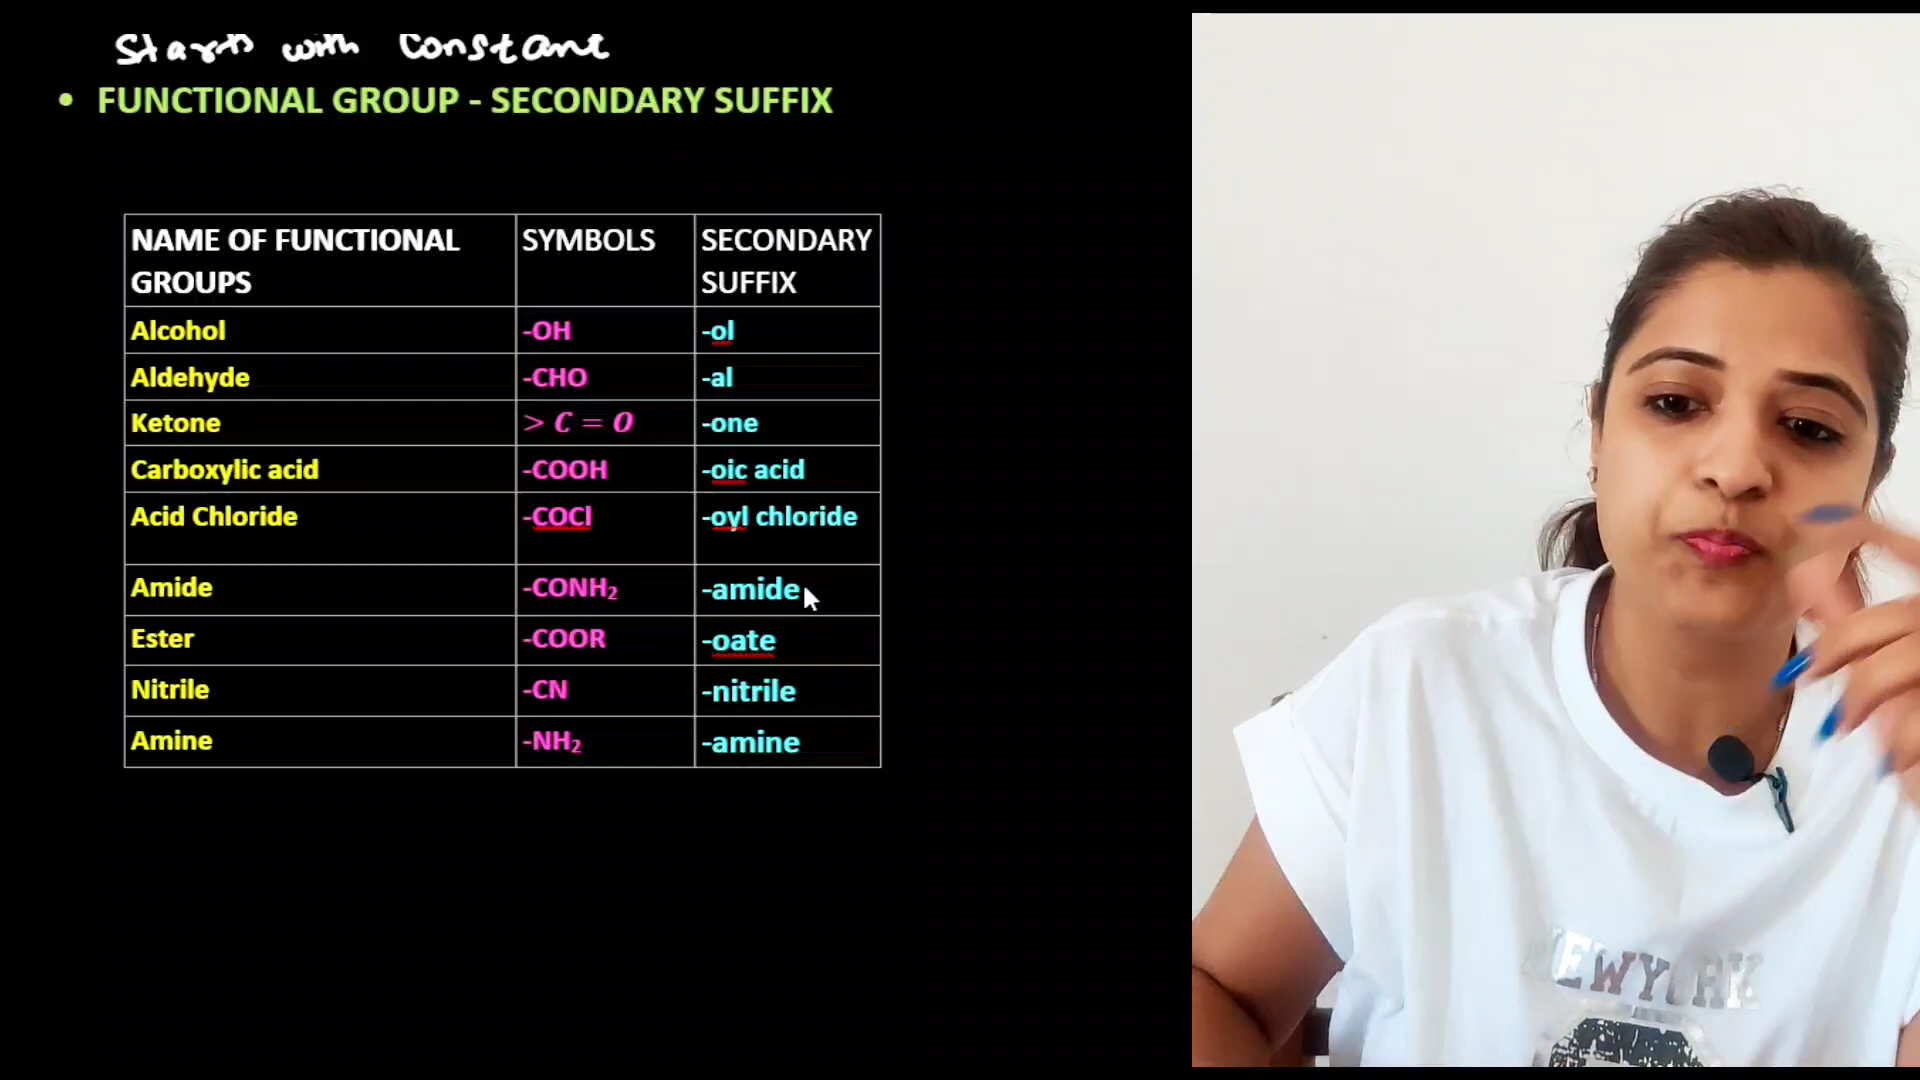 Starts with Constant
• FUNCTIONAL GROUP - SECONDARY SUFFIX
NAME OF FUNCTIONAL GROUPS SYMBOLS SECONDARY SUFFIX
Alcohol -OH -ol
Aldehyde -CHO -al
Ketone > C = O -one
Carboxylic acid -COOH -oic acid
Acid Chloride -COCl -oyl chloride
Amide -CONH₂ -amide
Ester -COOR -oate
Nitrile -CN -nitrile
Amine -NH₂ -amine
NEWYORK